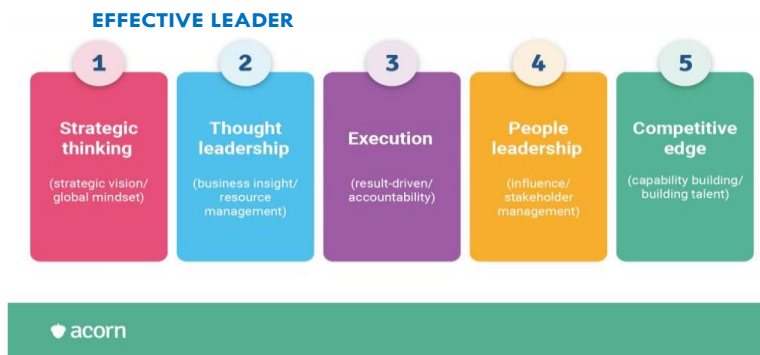 EFFECTIVE LEADER
1
Strategic
thinking
(strategic vision/
global mindset)
2
Thought
leadership
(business insight/
resource
management)
3
Execution
(result-driven/
accountability)
4
People
leadership
(influence/
stakeholder
management)
5
Competitive
edge
(capability building/
building talent)
acorn